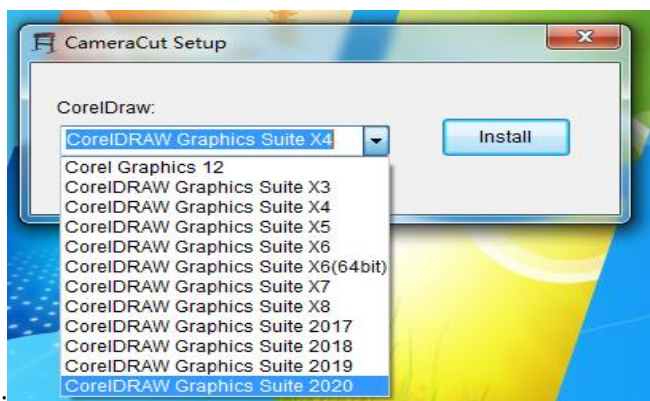 CameraCut Setup
CorelDraw:
CorelDRAW Graphics Suite X4
Install
Corel Graphics 12
CorelDRAW Graphics Suite X3
CorelDRAW Graphics Suite X4
CorelDRAW Graphics Suite X5
CorelDRAW Graphics Suite X6
CorelDRAW Graphics Suite X6(64bit)
CorelDRAW Graphics Suite X7
CorelDRAW Graphics Suite X8
CorelDRAW Graphics Suite 2017
CorelDRAW Graphics Suite 2018
CorelDRAW Graphics Suite 2019
CorelDRAW Graphics Suite 2020